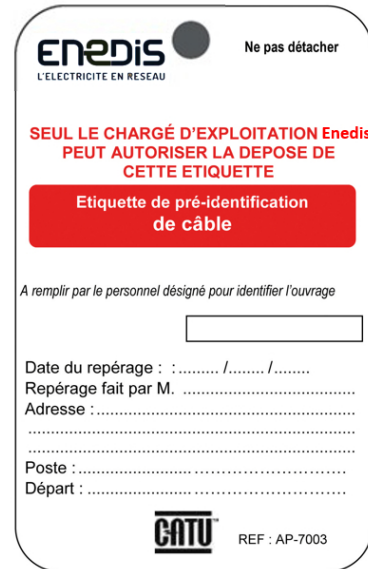 ENEDIS
L'ELECTRICITE EN RESEAU
Ne pas détacher
SEUL LE CHARGÉ D'EXPLOITATION Enedis
PEUT AUTORISER LA DEPOSE DE
CETTE ETIQUETTE
Etiquette de pré-identification
de câble
A remplir par le personnel désigné pour identifier l'ouvrage
Date du repérage : :......... /........ /........
Repérage fait par M. ........................................
Adresse :............................................................
............................................................................
............................................................................
Poste :................................................................
Départ : ..............................................................
CATU
REF : AP-7003